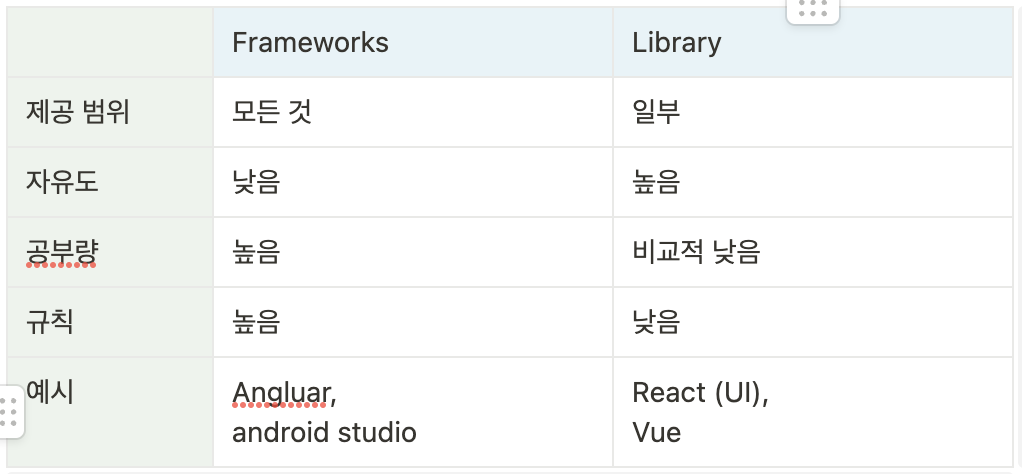 Frameworks Library
제공 범위 모든 것 일부
자유도 낮음 높음
공부량 높음 비교적 낮음
규칙 높음 낮음
예시 Angluar, React (UI),
android studio Vue